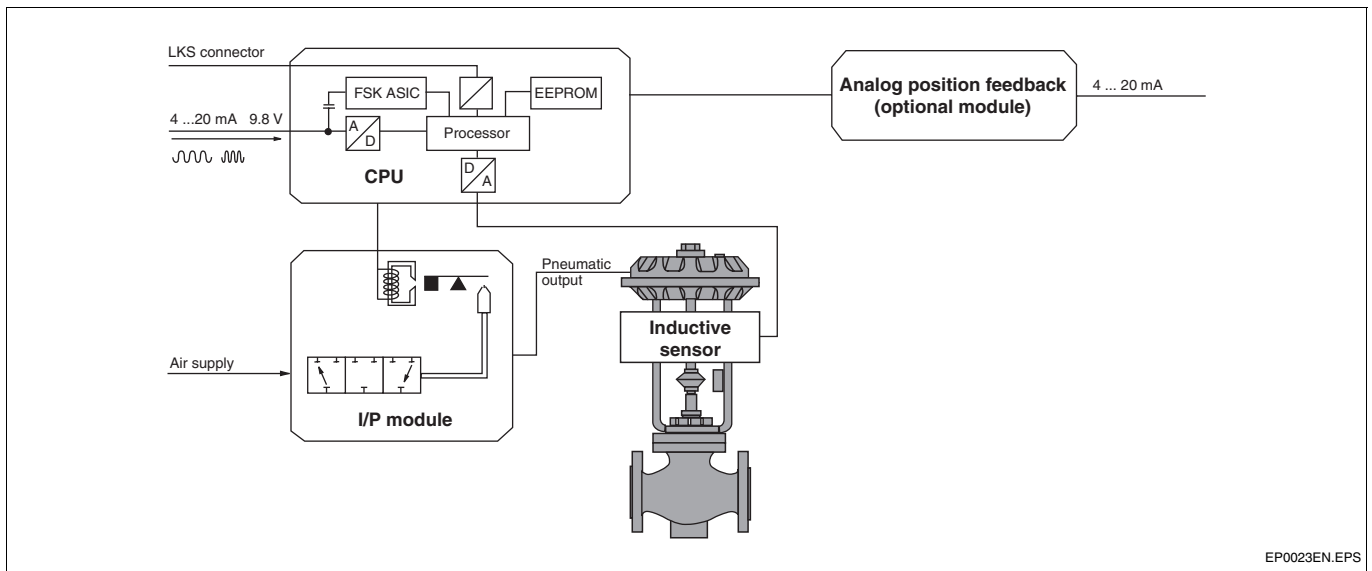 LKS connector
FSK ASIC
EEPROM
4 ...20 mA 9.8 V
A
D
Processor
D
A
CPU
Analog position feedback
(optional module)
4 ... 20 mA
Pneumatic
output
Inductive
sensor
Air supply
I/P module
EP0023EN.EPS